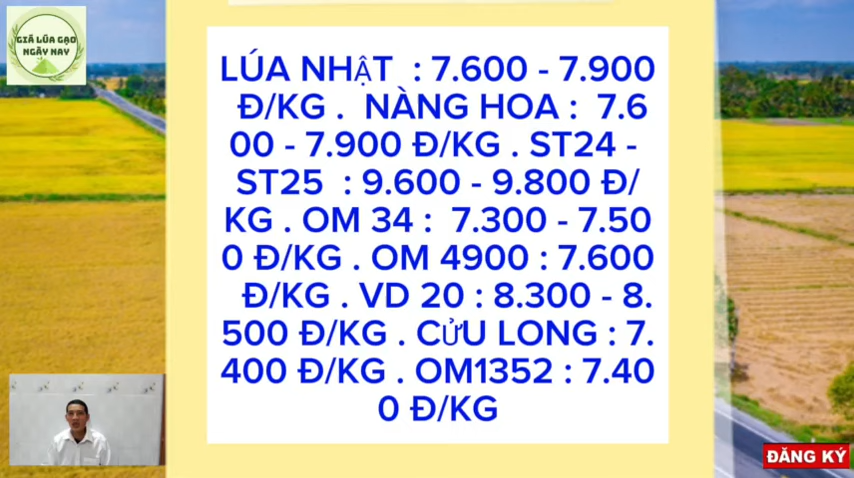 GIÁ LÚA GẠO
NGÀY NAY
LÚA NHẬT : 7.600 - 7.900
Đ/KG . NÀNG HOA : 7.6
00 - 7.900 Đ/KG . ST24 -
ST25 : 9.600 - 9.800 Đ/
KG . OM 34 : 7.300 - 7.50
0 Đ/KG . OM 4900 : 7.600
Đ/KG . VD 20 : 8.300 - 8.
500 Đ/KG . CỬU LONG : 7.
400 Đ/KG . OM1352 : 7.40
0 Đ/KG
ĐĂNG KÝ